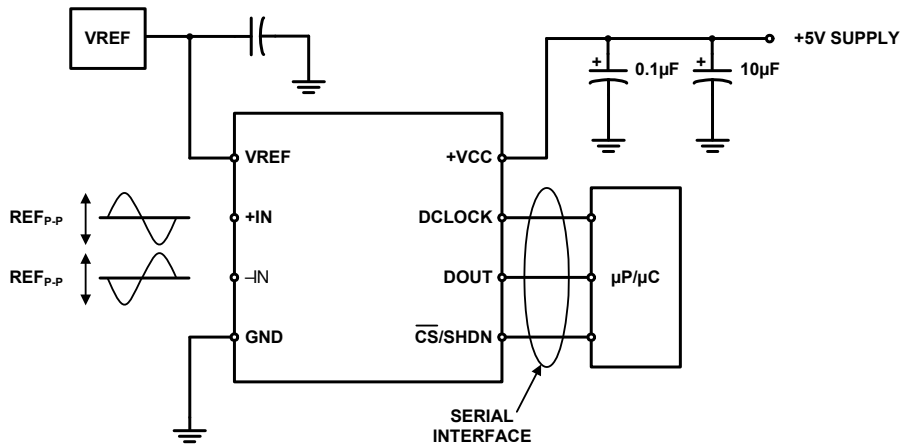 VREF
+5V SUPPLY
+
0.1µF
+
10µF
VREF
+VCC
REFP-P
+IN
DCLOCK
REFP-P
–IN
DOUT
µP/µC
GND
CS/SHDN
SERIAL
INTERFACE